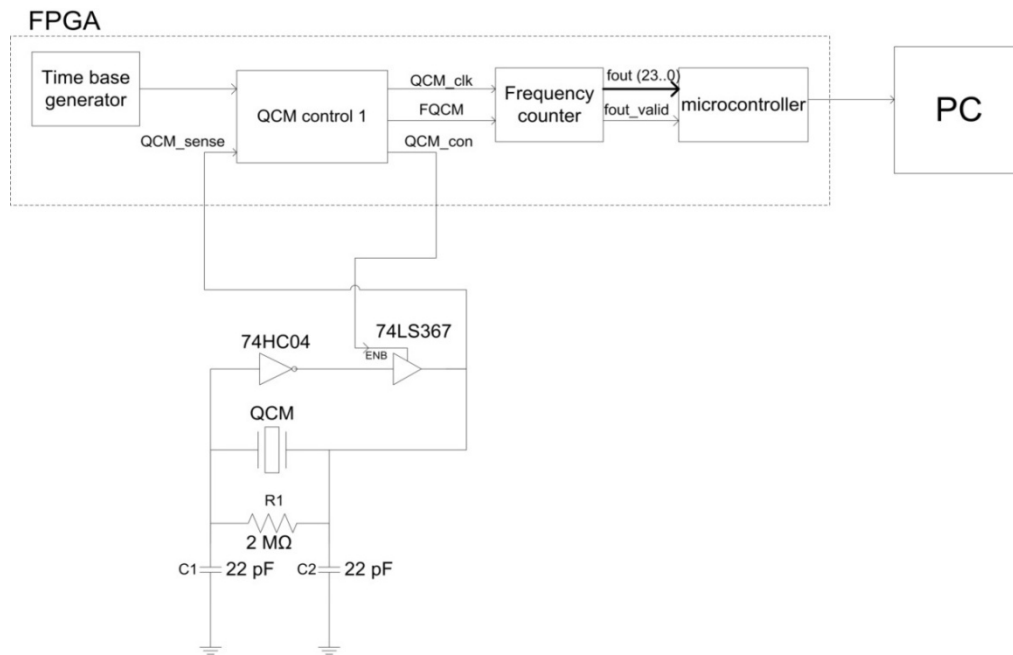 FPGA
Time base
generator
QCM_sense
QCM control 1
QCM_clk
FQCM
QCM_con
Frequency
counter
fout (23..0)
fout_valid
microcontroller
PC
74HC04
74LS367
ENB
QCM
R1
2 MΩ
C1
22 pF
C2
22 pF